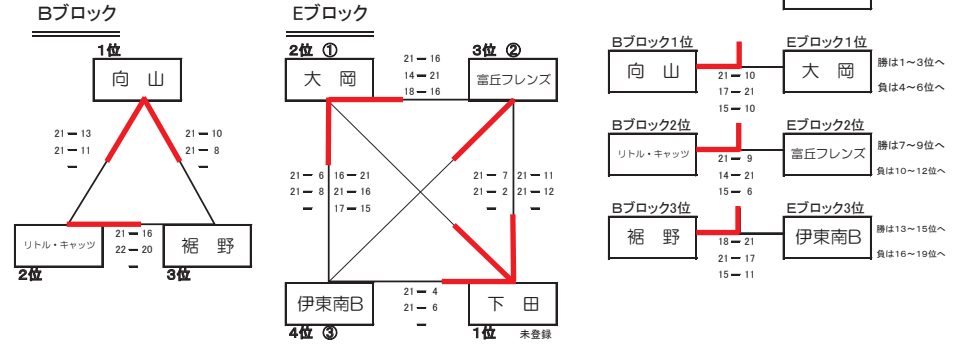 Bブロック
1位
向 山
21 ー 13
21 ー 11
ー
21 ー 10
21 ー 8
ー
リトル・キャッツ
21 ー 16
22 ー 20
ー
裾 野
2位
3位
Eブロック
2位 ①
3位 ②
大 岡
21 ー 16
14 ー 21
18 ー 16
富丘フレンズ
21 ー 6
21 ー 8
ー
16 ー 21
21 ー 16
17 ー 15
21 ー 7
21 ー 2
ー
21 ー 11
21 ー 12
ー
伊東南B
21 ー 4
21 ー 6
ー
下 田
4位 ③
1位
未登録
Bブロック1位
Eブロック1位
向 山
21 ー 10
17 ー 21
15 ー 10
大 岡
勝は1~3位へ
負は4~6位へ
Bブロック2位
Eブロック2位
リトル・キャッツ
21 ー 9
14 ー 21
15 ー 6
富丘フレンズ
勝は7~9位へ
負は10~12位へ
Bブロック3位
Eブロック3位
裾 野
18 ー 21
21 ー 17
15 ー 11
伊東南B
勝は13~15位へ
負は16~19位へ